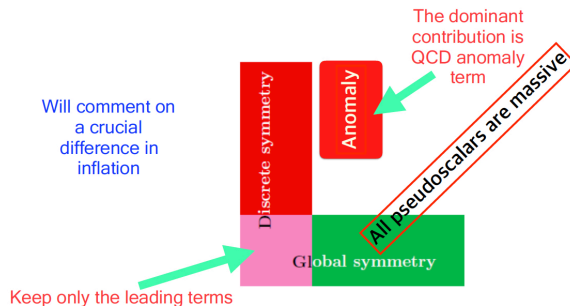 The dominant
contribution is
QCD anomaly
term
Will comment on
a crucial
difference in
inflation
Discrete symmetry
Anomaly
All pseudoscalars are massive
Global symmetry
Keep only the leading terms